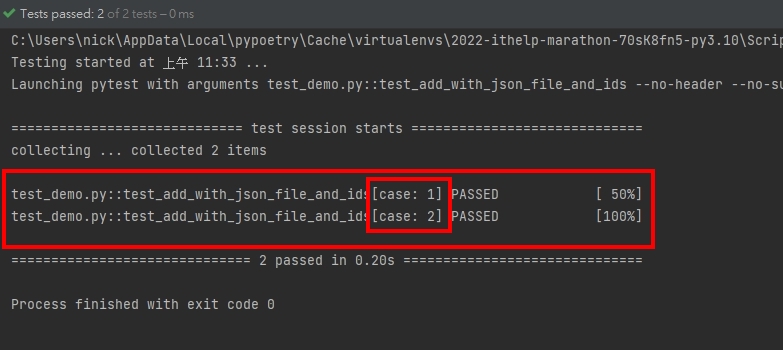 Tests passed: 2 of 2 tests – 0 ms
C:\Users\nick\AppData\Local\pypoetry\Cache\virtualenvs\2022-ithelp-marathon-70sK8fn5-py3.10\Scrip
Testing started at 上午 11:33 ...
Launching pytest with arguments test_demo.py::test_add_with_json_file_and_ids --no-header --no-su
============================ test session starts ============================
collecting ... collected 2 items
test_demo.py::test_add_with_json_file_and_ids[case: 1] PASSED [ 50%]
test_demo.py::test_add_with_json_file_and_ids[case: 2] PASSED [100%]
============================= 2 passed in 0.20s =============================
Process finished with exit code 0